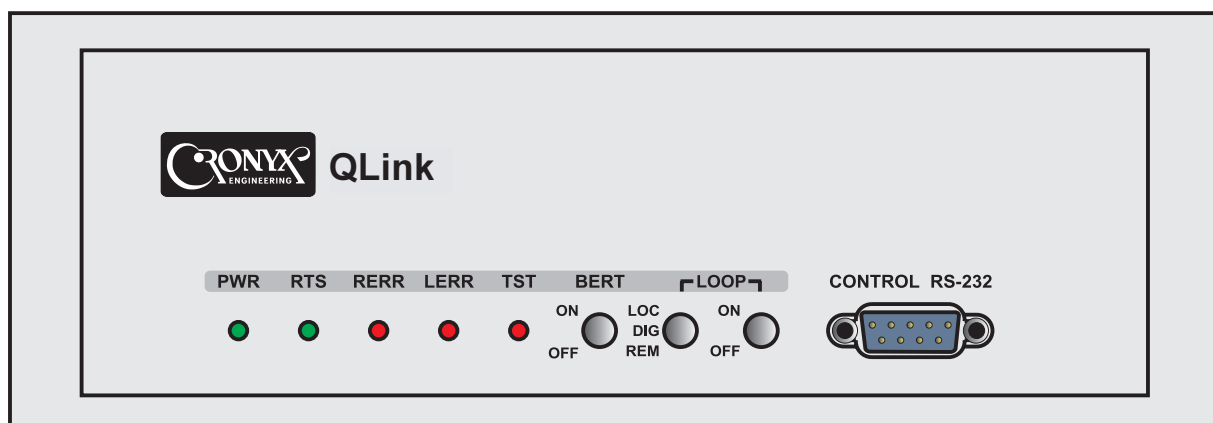 CRONYX
ENGINEERING
QLink
PWR RTS RERR LERR TST BERT LOOP CONTROL RS-232
ON LOC ON
DIG
OFF REM OFF